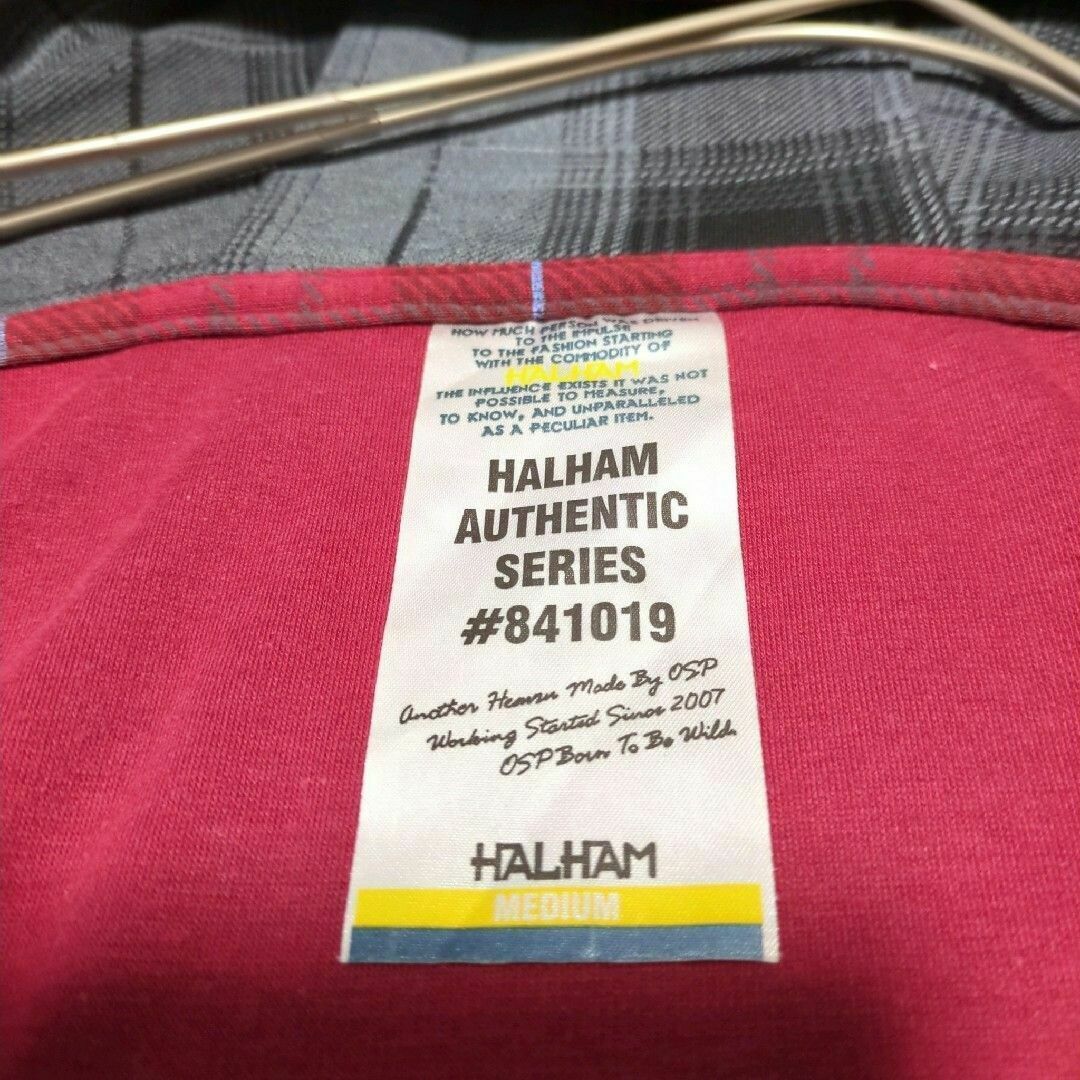 HOW MUCH PERSON WAS DRIVEN
TO THE IMPULSE
TO THE FASHION STARTING
WITH THE COMMODITY OF
HALHAM
THE INFLUENCE EXISTS IT WAS NOT
POSSIBLE TO MEASURE,
TO KNOW, AND UNPARALLELED
AS A PECULIAR ITEM.
HALHAM
AUTHENTIC
SERIES
#841019
Another Heaven Made By OSP
Working Started Since 2007
OSP Born To Be Wild.
HALHAM
MEDIUM